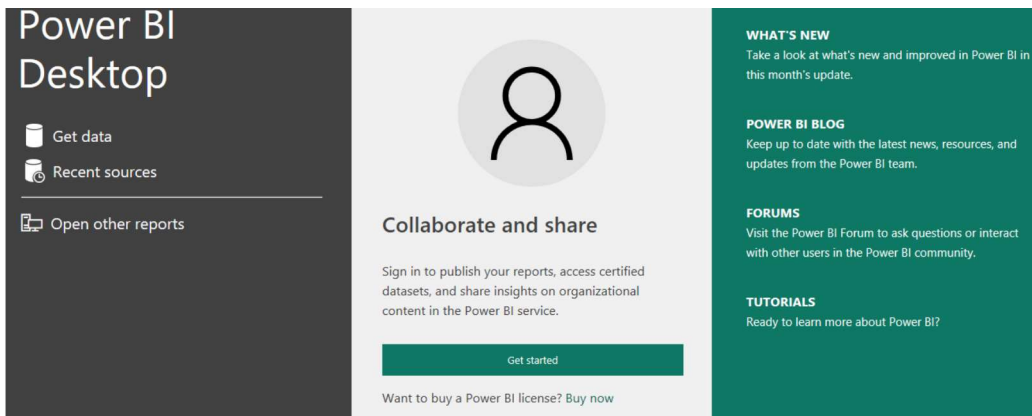 Power BI
Desktop
Get data
Recent sources
Open other reports
Collaborate and share
Sign in to publish your reports, access certified
datasets, and share insights on organizational
content in the Power BI service.
Get started
Want to buy a Power BI license? Buy now
WHAT'S NEW
Take a look at what's new and improved in Power BI in
this month's update.
POWER BI BLOG
Keep up to date with the latest news, resources, and
updates from the Power BI team.
FORUMS
Visit the Power BI Forum to ask questions or interact
with other users in the Power BI community.
TUTORIALS
Ready to learn more about Power BI?